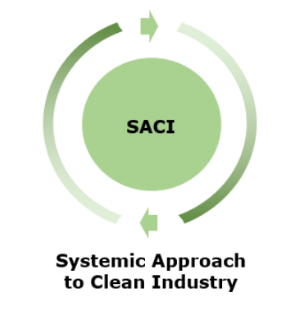 SACI
Systemic Approach
to Clean Industry